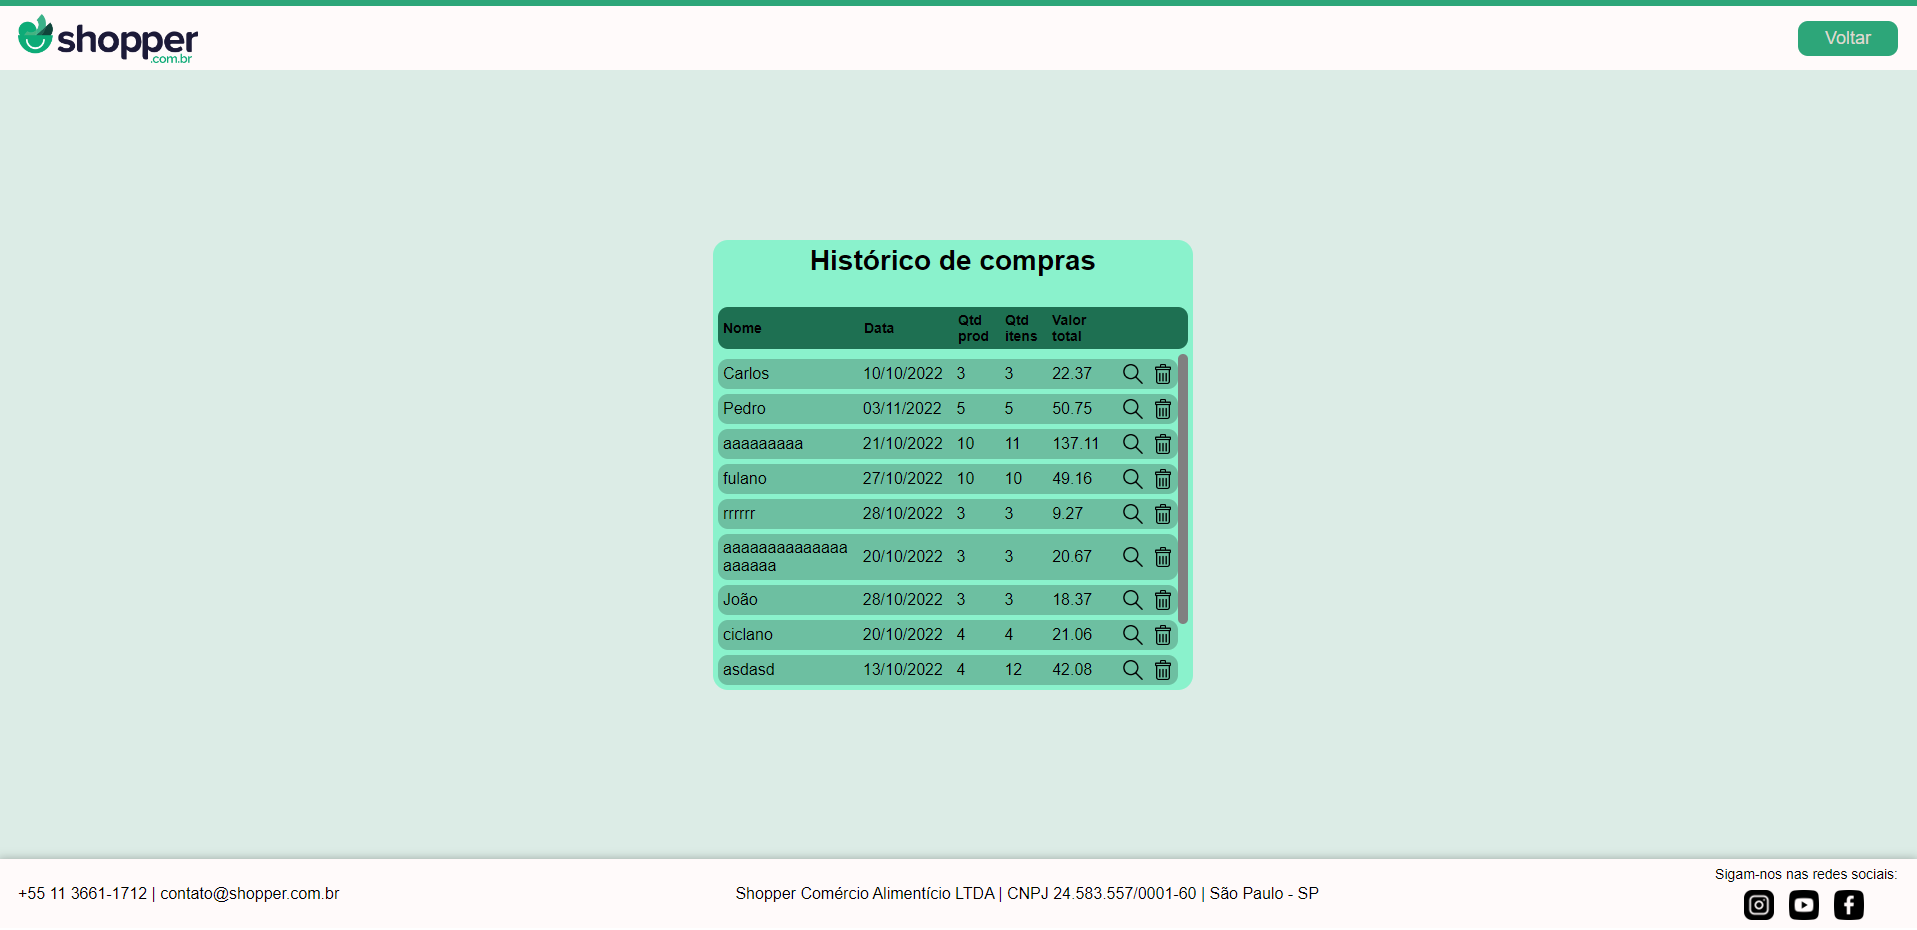 shopper
.com.br
Voltar
Histórico de compras
Nome Data Qtd prod Qtd itens Valor total
Carlos 10/10/2022 3 3 22.37
Pedro 03/11/2022 5 5 50.75
aaaaaaaaa 21/10/2022 10 11 137.11
fulano 27/10/2022 10 10 49.16
rrrrrr 28/10/2022 3 3 9.27
aaaaaaaaaaaaaa
aaaaaa 20/10/2022 3 3 20.67
João 28/10/2022 3 3 18.37
ciclano 20/10/2022 4 4 21.06
asdasd 13/10/2022 4 12 42.08
+55 11 3661-1712 | contato@shopper.com.br
Shopper Comércio Alimentício LTDA | CNPJ 24.583.557/0001-60 | São Paulo - SP
Sigam-nos nas redes sociais: